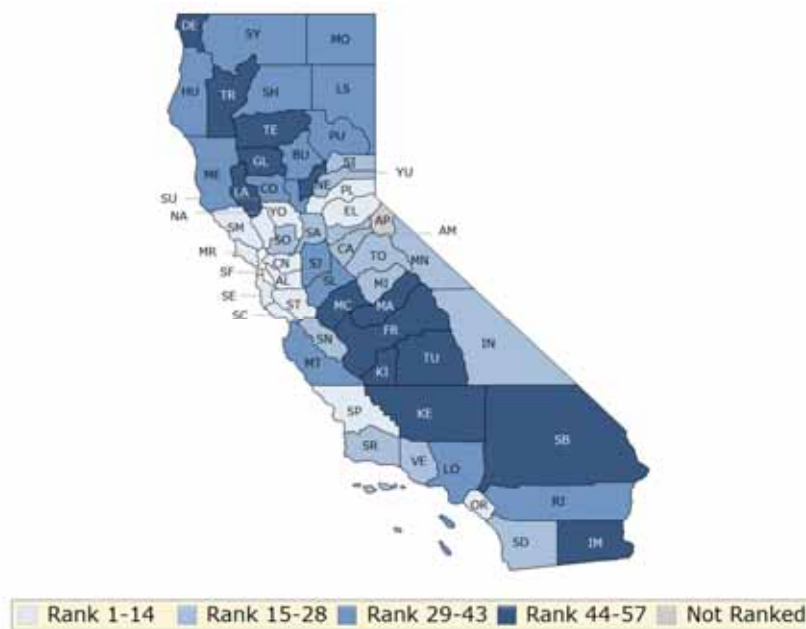 DE
SY
MO
HU
TR
SH
LS
TE
PU
ME
GL
BU
SI
YU
LA
CO
NE
PL
SU
NA
YO
EL
AP
SM
SO
SA
AM
MR
CN
SJ
CA
TO
MN
SF
AL
SL
MI
SE
ST
MC
MA
SC
FR
SN
IN
MT
KI
TU
SP
KE
SB
SR
VE
LO
OR
RI
SD
IM
Rank 1-14 Rank 15-28 Rank 29-43 Rank 44-57 Not Ranked